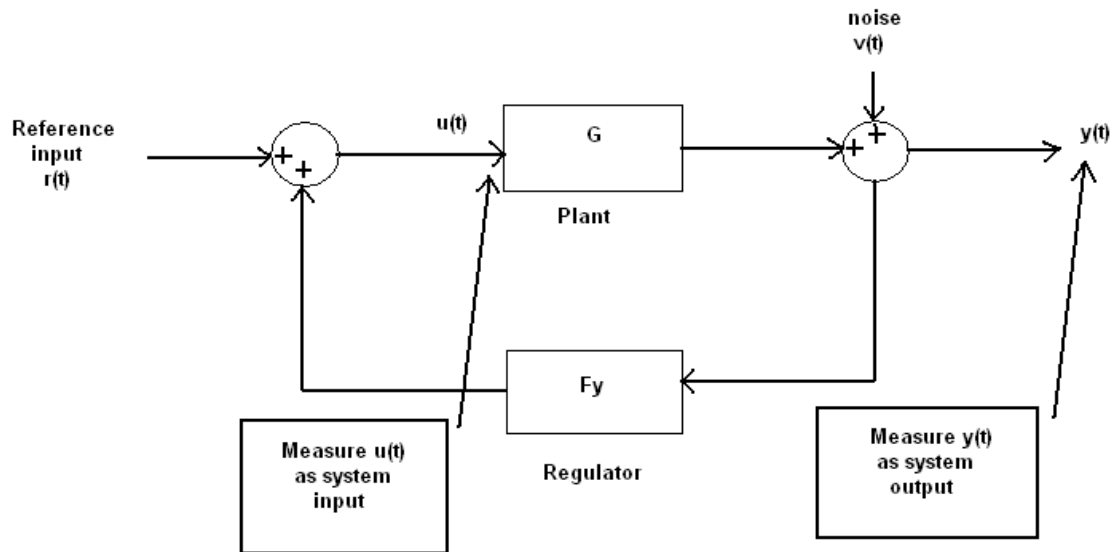 noise
v(t)
Reference
input
r(t)
u(t)
G
y(t)
+
+
+
+
Plant
Fy
Regulator
Measure u(t)
as system
input
Measure y(t)
as system
output